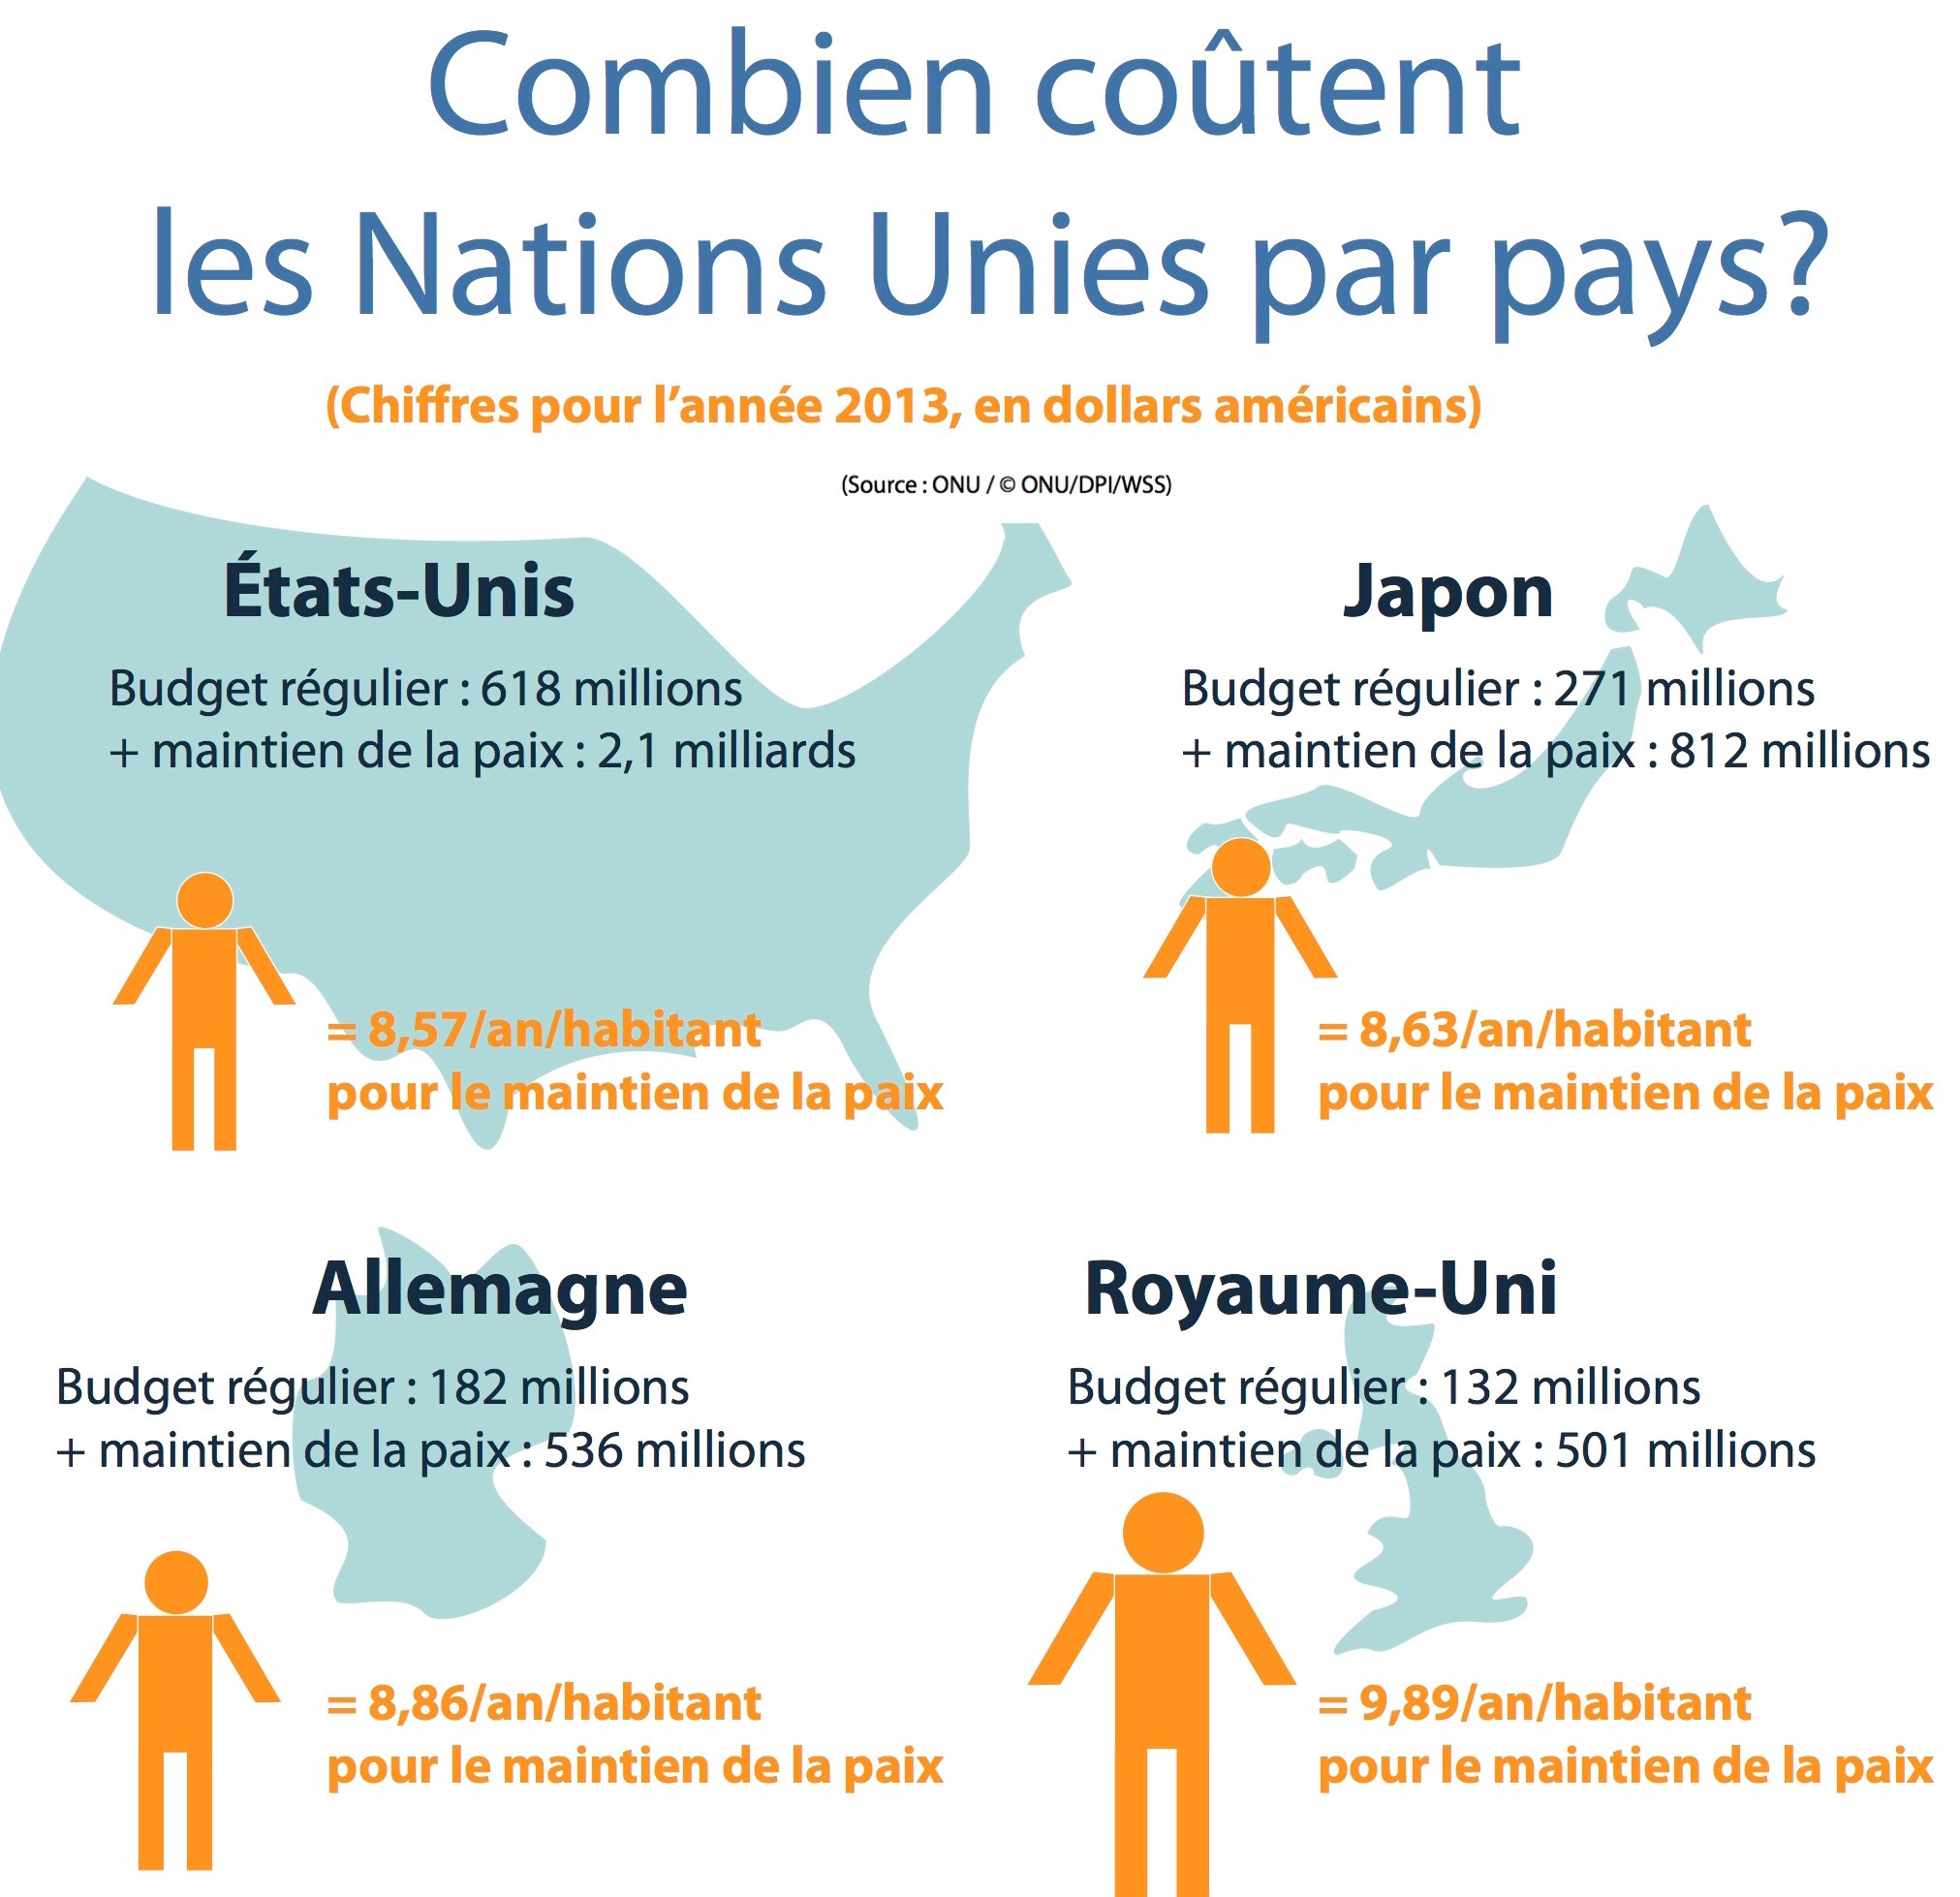 Combien coûtent
les Nations Unies par pays?
(Chiffres pour l’année 2013, en dollars américains)
(Source : ONU / © ONU/DPI/WSS)
États-Unis
Budget régulier : 618 millions
+ maintien de la paix : 2,1 milliards
= 8,57/an/habitant
pour le maintien de la paix
Japon
Budget régulier : 271 millions
+ maintien de la paix : 812 millions
= 8,63/an/habitant
pour le maintien de la paix
Allemagne
Budget régulier : 182 millions
+ maintien de la paix : 536 millions
= 8,86/an/habitant
pour le maintien de la paix
Royaume-Uni
Budget régulier : 132 millions
+ maintien de la paix : 501 millions
= 9,89/an/habitant
pour le maintien de la paix